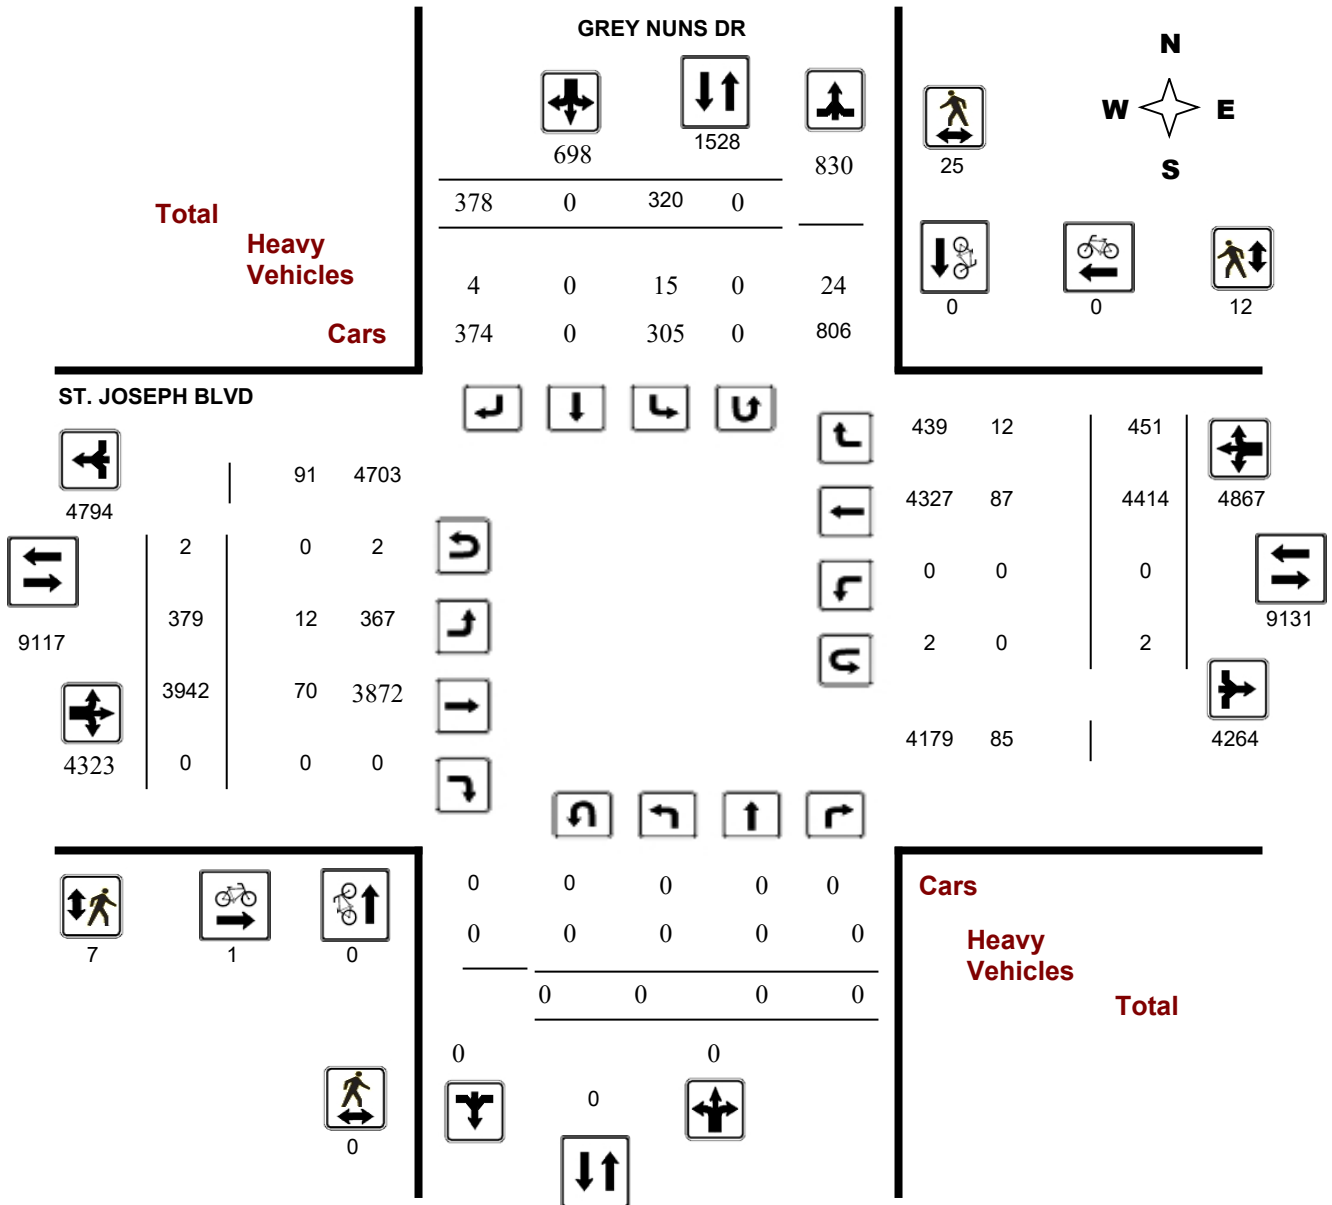 GREY NUNS DR
N
W E
S
698
1528
830
25
378 0 320 0
Total
Heavy
Vehicles
4 0 15 0 24
0 0 12
Cars
374 0 305 0 806
ST. JOSEPH BLVD
439 12 451
91 4703
4794
4327 87 4414 4867
2 0 2
0 0 0
379 12 367
9117
9131
2 0 2
3942 70 3872
4323 0 0 0
4179 85 4264
0 0 0 0 0
Cars
7 1 0
0 0 0 0 0
Heavy
Vehicles
0 0 0 0
Total
0 0
0
0